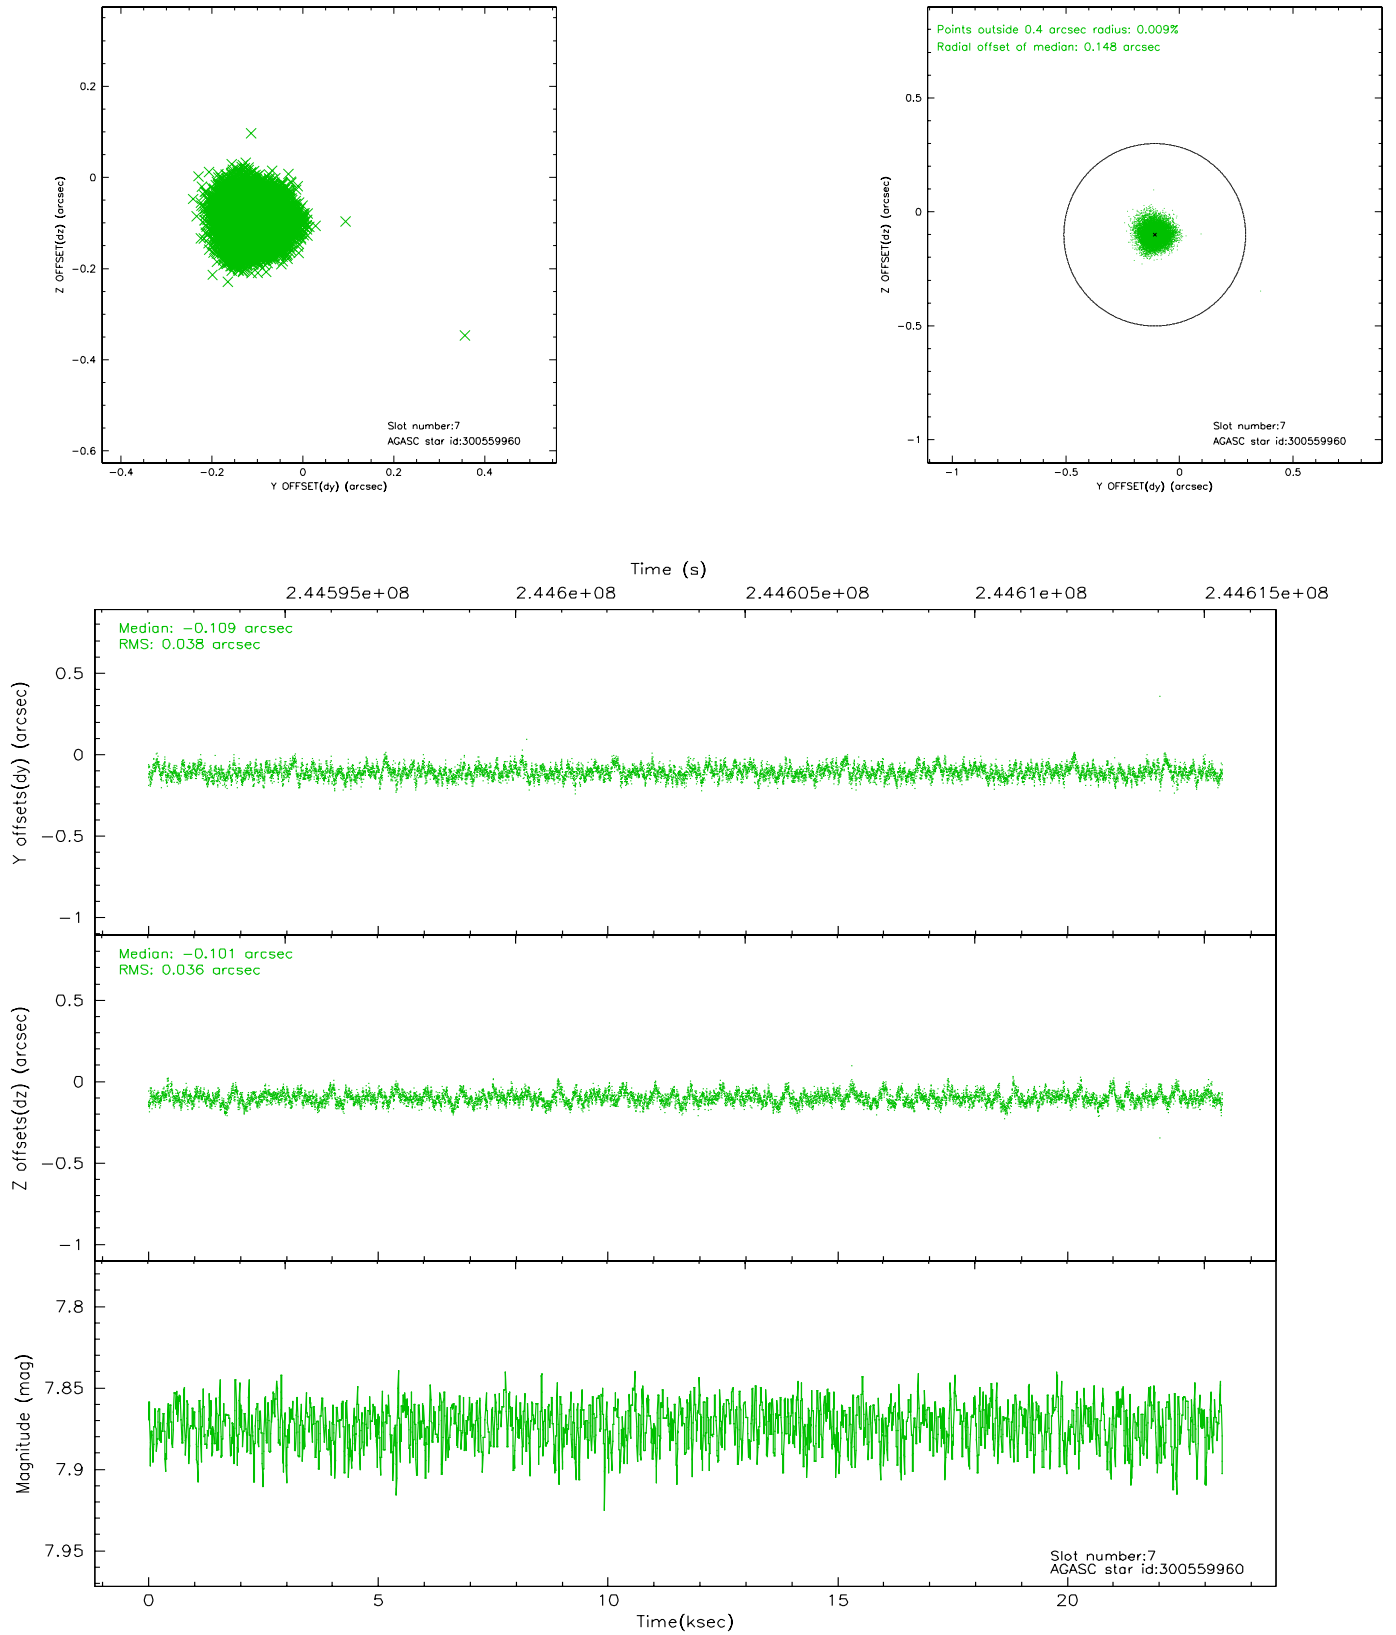 0.2
0
−0.2
−0.4
−0.6
Z OFFSET(dz) (arcsec)
Slot number:7
AGASC star id:300559960
−0.4 −0.2 0 0.2 0.4
Y OFFSET(dy) (arcsec)
Points outside 0.4 arcsec radius: 0.009%
Radial offset of median: 0.148 arcsec
0.5
0
−0.5
−1
Z OFFSET(dz) (arcsec)
Slot number:7
AGASC star id:300559960
−1 −0.5 0 0.5
Y OFFSET(dy) (arcsec)
Time (s)
2.44595e+08 2.446e+08 2.44605e+08 2.4461e+08 2.44615e+08
Median: −0.109 arcsec
RMS: 0.038 arcsec
0.5
0
−0.5
−1
Y offsets(dy) (arcsec)
Median: −0.101 arcsec
RMS: 0.036 arcsec
0.5
0
−0.5
−1
Z offsets(dz) (arcsec)
7.8
7.85
7.9
7.95
Magnitude (mag)
Slot number:7
AGASC star id:300559960
0 5 10 15 20
Time(ksec)